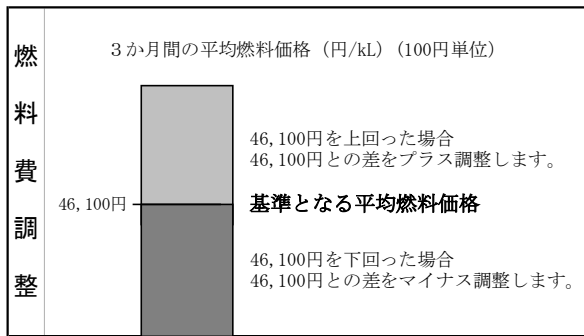 燃料費調整
3か月間の平均燃料価格（円/kL）（100円単位）
46,100円を上回った場合
46,100円との差をプラス調整します。
46,100円
基準となる平均燃料価格
46,100円を下回った場合
46,100円との差をマイナス調整します。